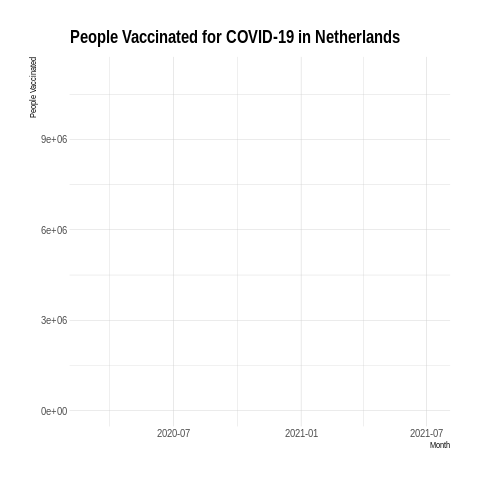 People Vaccinated for COVID-19 in Netherlands
People Vaccinated
9e+06
6e+06
3e+06
0e+00
2020-07 2021-01 2021-07
Month